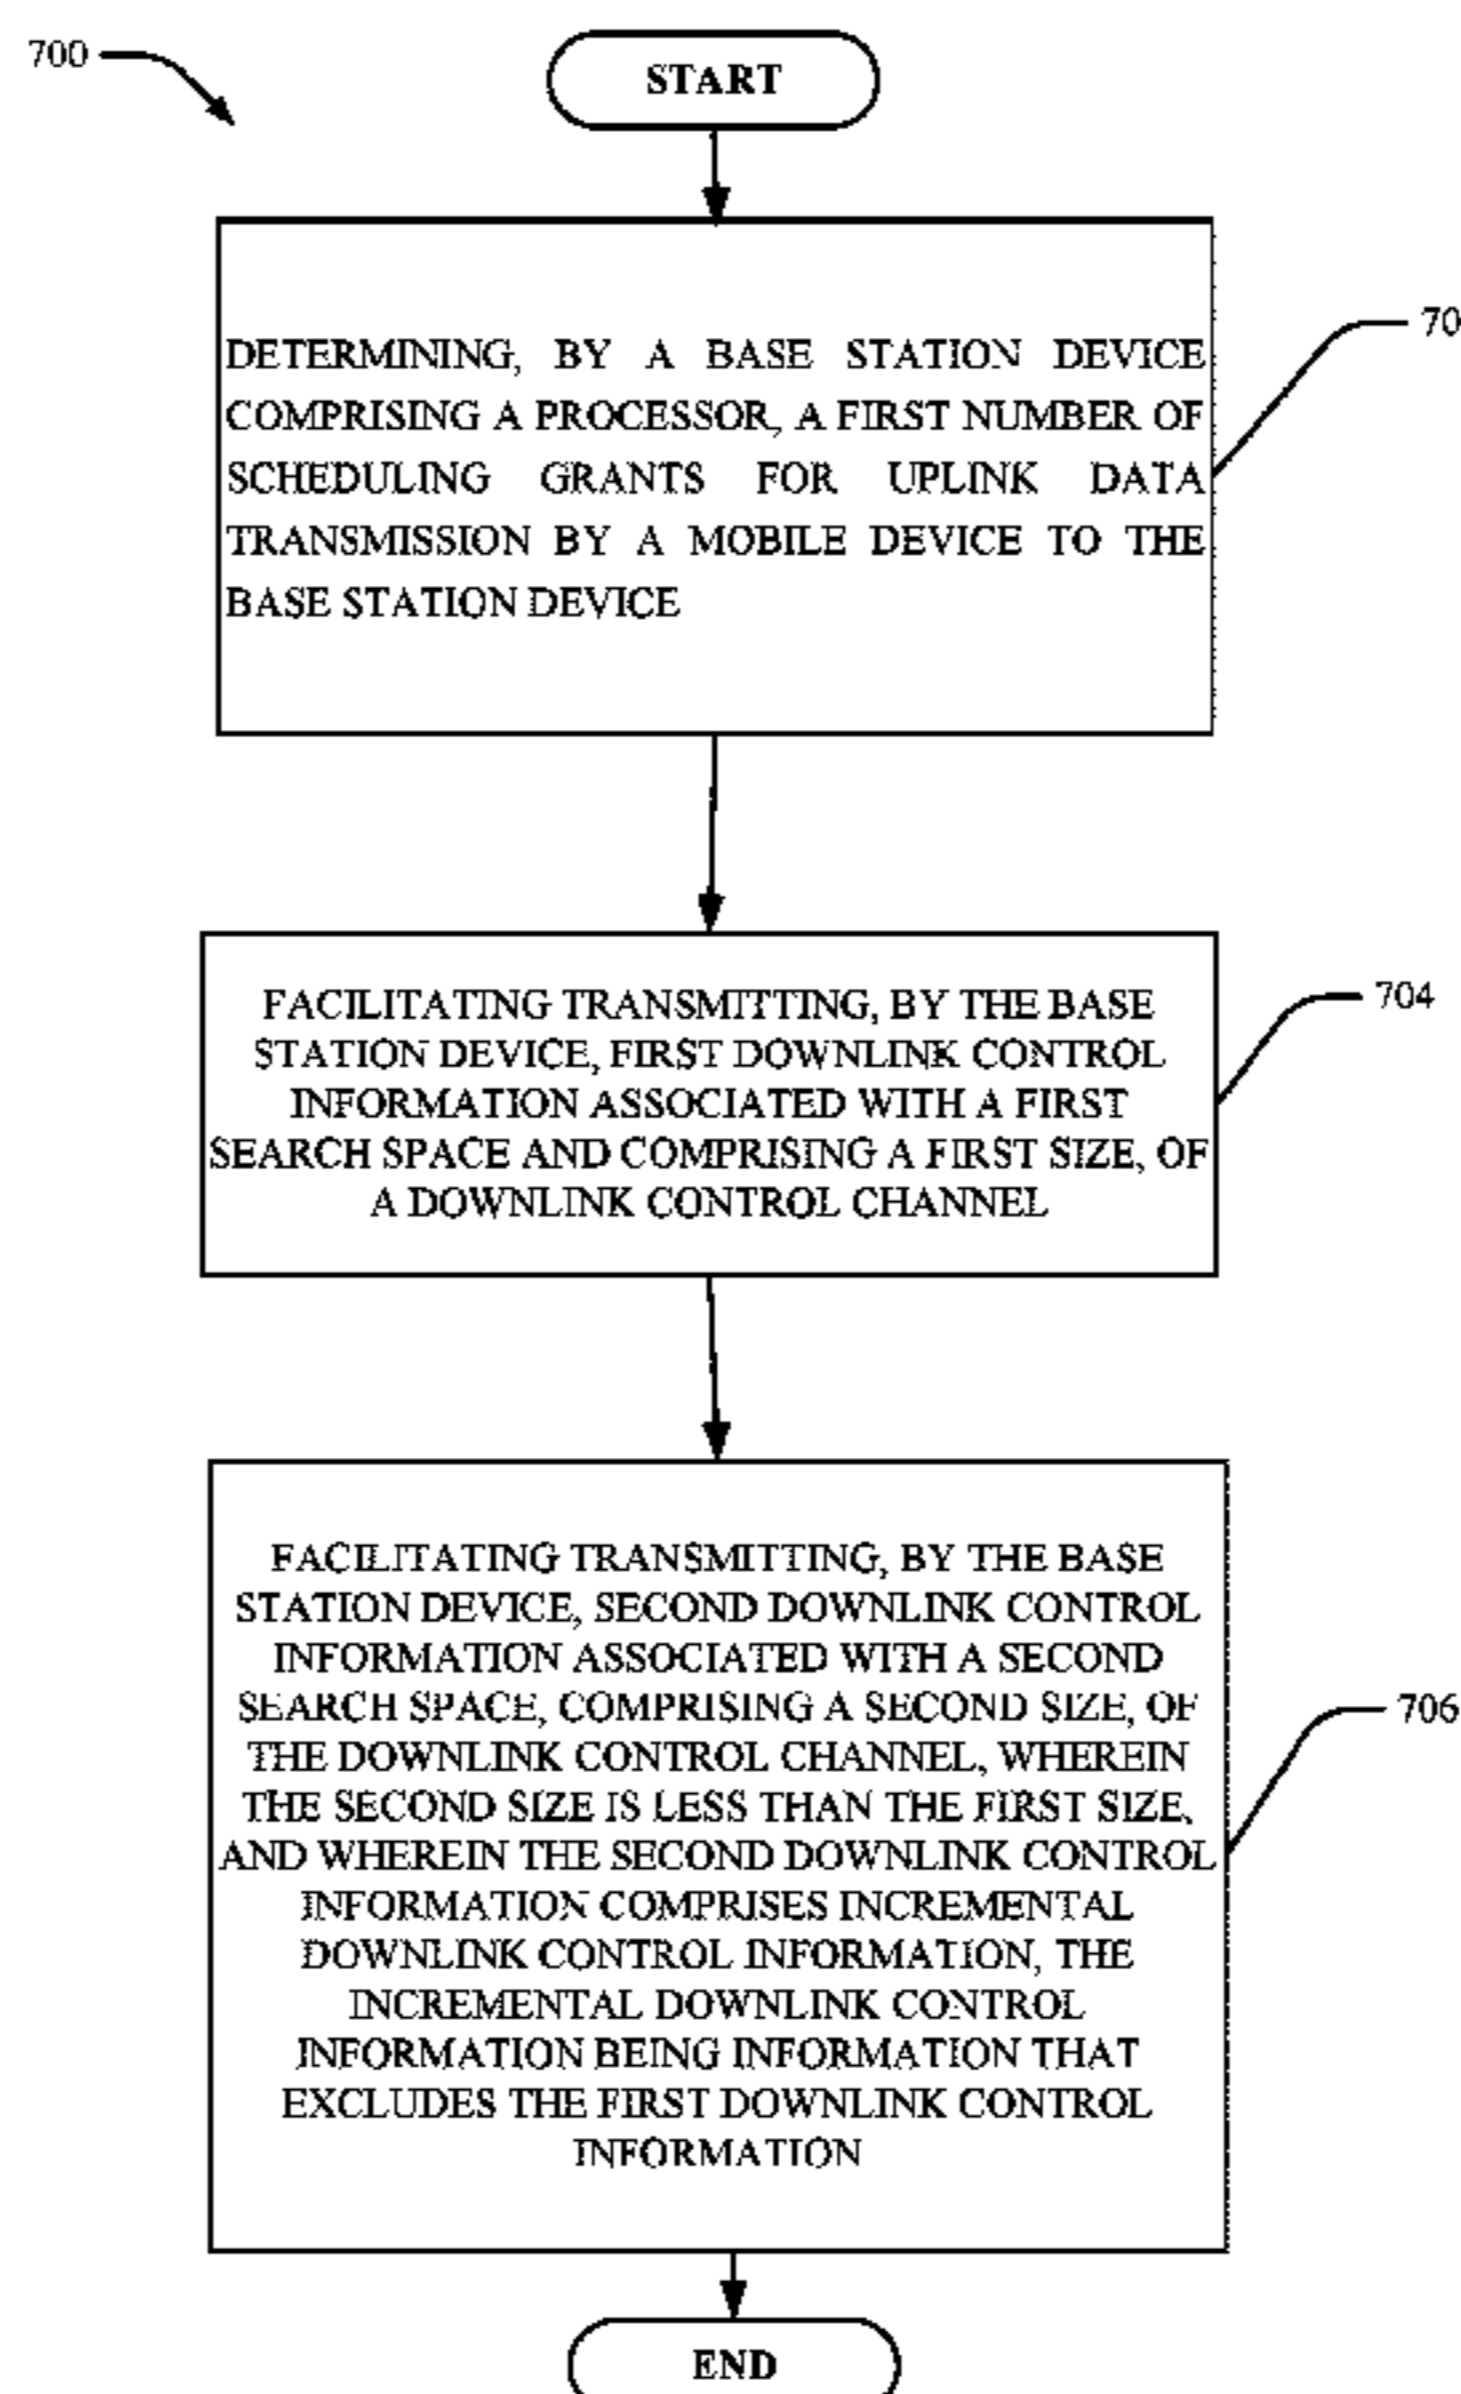 700
START
DETERMINING, BY A BASE STATION DEVICE
COMPRISING A PROCESSOR, A FIRST NUMBER OF
SCHEDULING GRANTS FOR UPLINK DATA
TRANSMISSION BY A MOBILE DEVICE TO THE
BASE STATION DEVICE
70
FACILITATING TRANSMITTING, BY THE BASE
STATION DEVICE, FIRST DOWNLINK CONTROL
INFORMATION ASSOCIATED WITH A FIRST
SEARCH SPACE AND COMPRISING A FIRST SIZE, OF
A DOWNLINK CONTROL CHANNEL
704
FACILITATING TRANSMITTING, BY THE BASE
STATION DEVICE, SECOND DOWNLINK CONTROL
INFORMATION ASSOCIATED WITH A SECOND
SEARCH SPACE, COMPRISING A SECOND SIZE, OF
THE DOWNLINK CONTROL CHANNEL, WHEREIN
THE SECOND SIZE IS LESS THAN THE FIRST SIZE,
AND WHEREIN THE SECOND DOWNLINK CONTROL
INFORMATION COMPRISES INCREMENTAL
DOWNLINK CONTROL INFORMATION, THE
INCREMENTAL DOWNLINK CONTROL
INFORMATION BEING INFORMATION THAT
EXCLUDES THE FIRST DOWNLINK CONTROL
INFORMATION
706
END